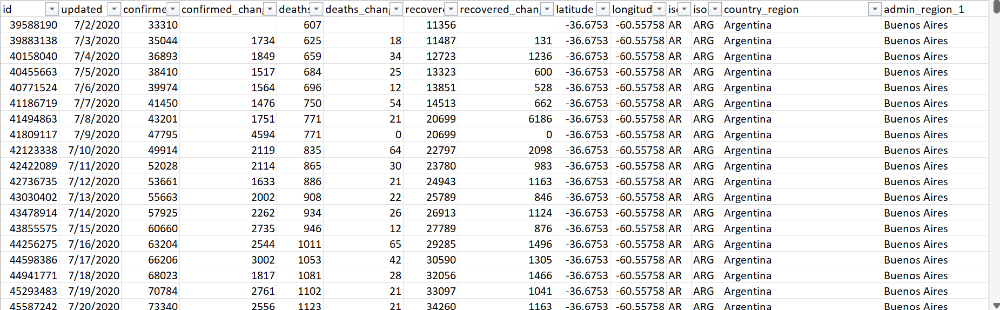 id updated confirme confirmed_chang deaths deaths_chang recovere recovered_chang latitude longitud iso iso country_region admin_region_1
39588190 7/2/2020 33310 607 11356 -36.6753 -60.55758 AR ARG Argentina Buenos Aires
39883138 7/3/2020 35044 1734 625 18 11487 131 -36.6753 -60.55758 AR ARG Argentina Buenos Aires
40158040 7/4/2020 36893 1849 659 34 12723 1236 -36.6753 -60.55758 AR ARG Argentina Buenos Aires
40455663 7/5/2020 38410 1517 684 25 13323 600 -36.6753 -60.55758 AR ARG Argentina Buenos Aires
40771524 7/6/2020 39974 1564 696 12 13851 528 -36.6753 -60.55758 AR ARG Argentina Buenos Aires
41186719 7/7/2020 41450 1476 750 54 14513 662 -36.6753 -60.55758 AR ARG Argentina Buenos Aires
41494863 7/8/2020 43201 1751 771 21 20699 6186 -36.6753 -60.55758 AR ARG Argentina Buenos Aires
41809117 7/9/2020 47795 4594 771 0 20699 0 -36.6753 -60.55758 AR ARG Argentina Buenos Aires
42123338 7/10/2020 49914 2119 835 64 22797 2098 -36.6753 -60.55758 AR ARG Argentina Buenos Aires
42422089 7/11/2020 52028 2114 865 30 23780 983 -36.6753 -60.55758 AR ARG Argentina Buenos Aires
42736735 7/12/2020 53661 1633 886 21 24943 1163 -36.6753 -60.55758 AR ARG Argentina Buenos Aires
43030402 7/13/2020 55663 2002 908 22 25789 846 -36.6753 -60.55758 AR ARG Argentina Buenos Aires
43478914 7/14/2020 57925 2262 934 26 26913 1124 -36.6753 -60.55758 AR ARG Argentina Buenos Aires
43855575 7/15/2020 60660 2735 946 12 27789 876 -36.6753 -60.55758 AR ARG Argentina Buenos Aires
44256275 7/16/2020 63204 2544 1011 65 29285 1496 -36.6753 -60.55758 AR ARG Argentina Buenos Aires
44598386 7/17/2020 66206 3002 1053 42 30590 1305 -36.6753 -60.55758 AR ARG Argentina Buenos Aires
44941771 7/18/2020 68023 1817 1081 28 32056 1466 -36.6753 -60.55758 AR ARG Argentina Buenos Aires
45293483 7/19/2020 70784 2761 1102 21 33097 1041 -36.6753 -60.55758 AR ARG Argentina Buenos Aires
45587242 7/20/2020 73340 2556 1123 21 34260 1163 -36.6753 -60.55758 AR ARG Argentina Buenos Aires